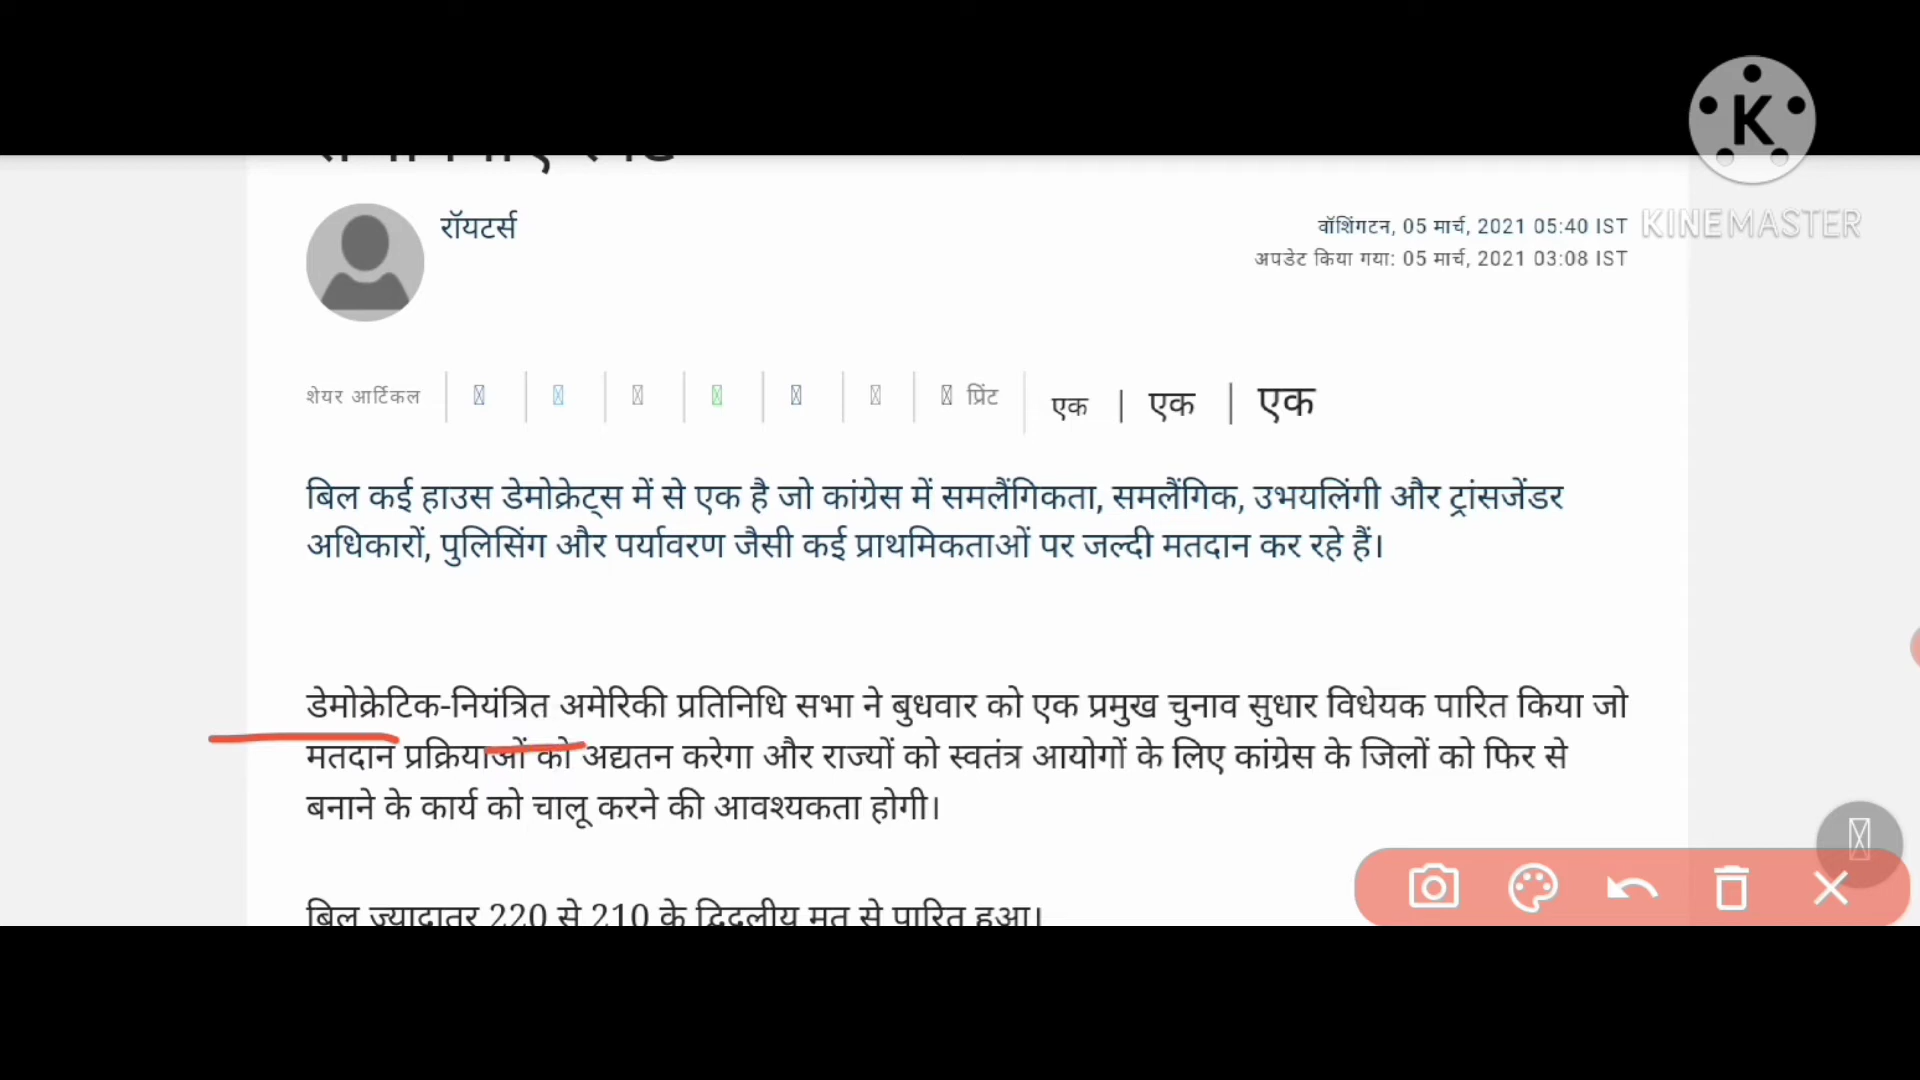 रॉयटर्स
वॉशिंगटन, 05 मार्च, 2021 05:40 IST
KINEMASTER
अपडेट किया गया: 05 मार्च, 2021 03:08 IST
शेयर आर्टिकल
प्रिंट
एक | एक | एक
बिल कई हाउस डेमोक्रेट्स में से एक है जो कांग्रेस में समलैंगिकता, समलैंगिक, उभयलिंगी और ट्रांसजेंडर
अधिकारों, पुलिसिंग और पर्यावरण जैसी कई प्राथमिकताओं पर जल्दी मतदान कर रहे हैं।
डेमोक्रेटिक-नियंत्रित अमेरिकी प्रतिनिधि सभा ने बुधवार को एक प्रमुख चुनाव सुधार विधेयक पारित किया जो
मतदान प्रक्रियाओं को अद्यतन करेगा और राज्यों को स्वतंत्र आयोगों के लिए कांग्रेस के जिलों को फिर से
बनाने के कार्य को चालू करने की आवश्यकता होगी।
बिल ज्यादातर 220 से 210 के द्विदलीय मत से पारित हुआ।